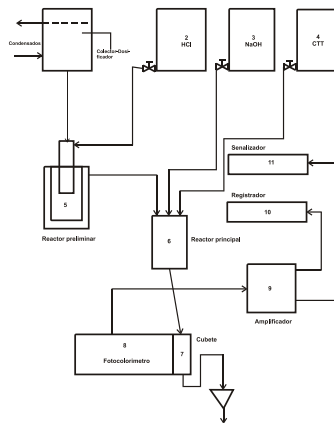 2
HCl
3
NaOH
4
CTT
Condensados
Colector-Dosi-
ficador
Senalizador
11
Registrador
10
5
Reactor preliminar
6
Reactor principal
9
Amplificador
8
Fotocolorimetro
7
Cubete